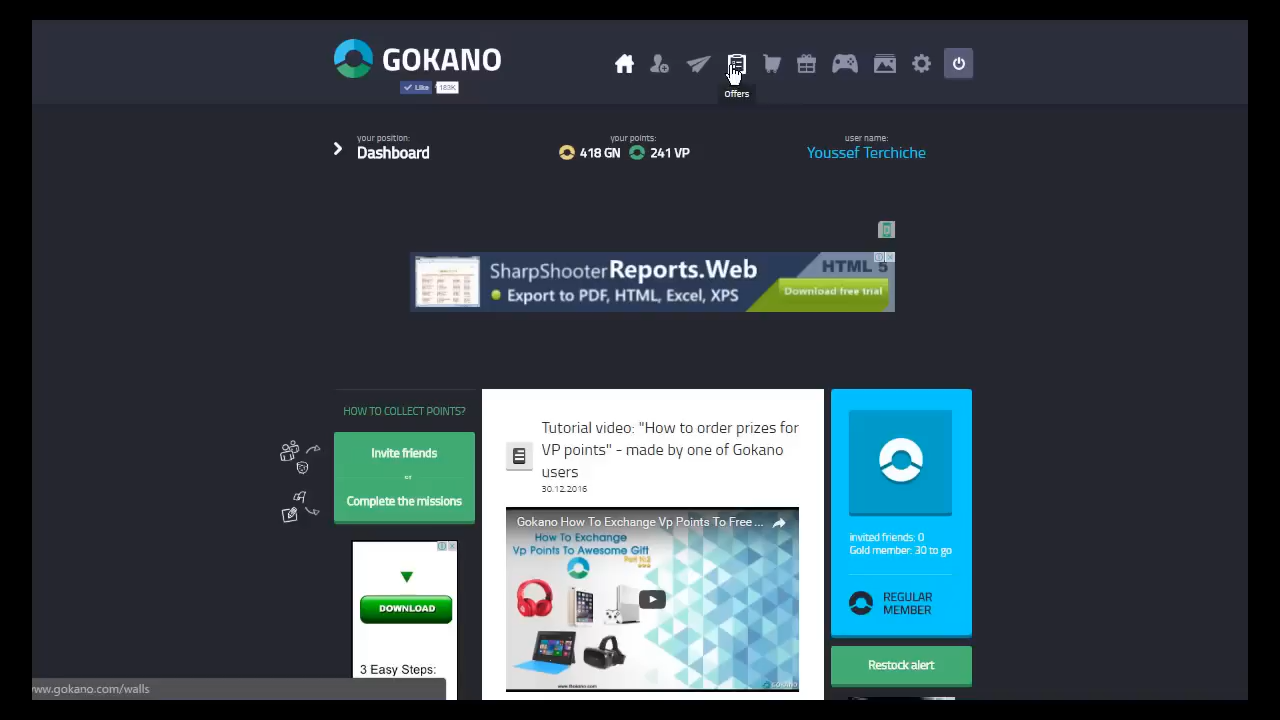 GOKANO
Like 183K
Offers
your position:
Dashboard
your points:
418 GN 241 VP
user name:
Youssef Terchiche
SharpShooter Reports.Web
Export to PDF, HTML, Excel, XPS
HTML 5
Download free trial
HOW TO COLLECT POINTS?
Invite friends
or
Complete the missions
DOWNLOAD
3 Easy Steps:
Tutorial video: "How to order prizes for
VP points" - made by one of Gokano
users
30.12.2016
Gokano How To Exchange Vp Points To Free ...
How To Exchange
Vp Points To Awesome Gift
GOKANO
invited friends: 0
Gold member: 30 to go
REGULAR
MEMBER
Restock alert
www.gokano.com/walls